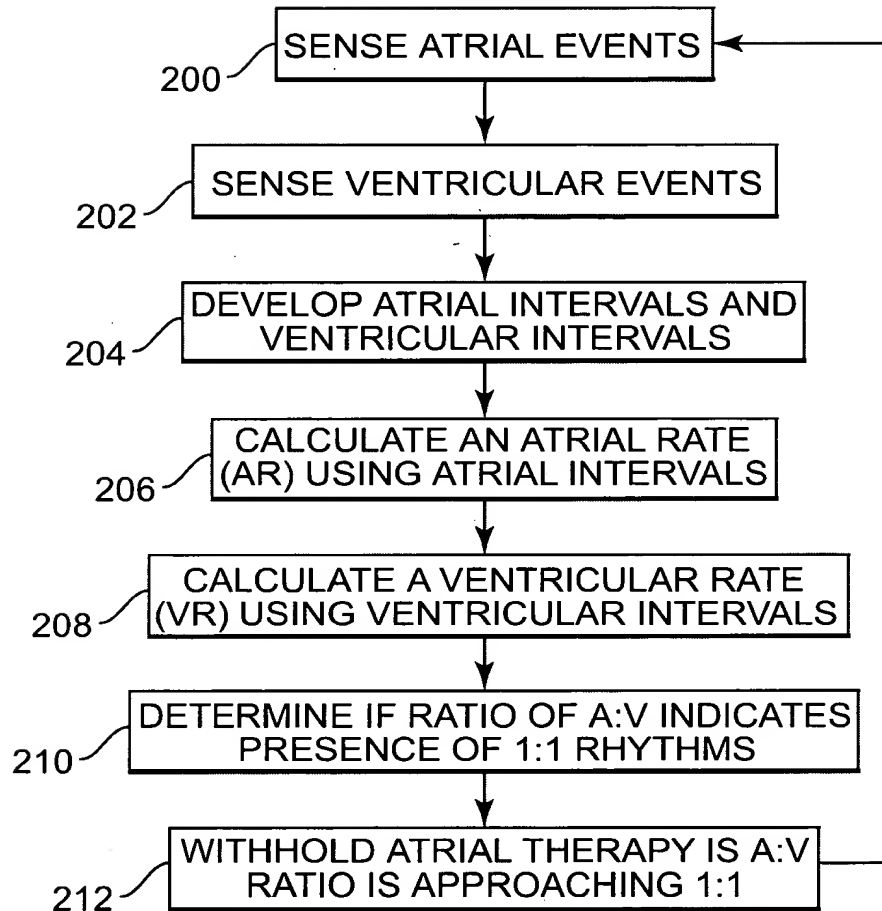 SENSE ATRIAL EVENTS
200
SENSE VENTRICULAR EVENTS
202
DEVELOP ATRIAL INTERVALS AND
VENTRICULAR INTERVALS
204
CALCULATE AN ATRIAL RATE
(AR) USING ATRIAL INTERVALS
206
CALCULATE A VENTRICULAR RATE
(VR) USING VENTRICULAR INTERVALS
208
DETERMINE IF RATIO OF A:V INDICATES
PRESENCE OF 1:1 RHYTHMS
210
WITHHOLD ATRIAL THERAPY IS A:V
RATIO IS APPROACHING 1:1
212